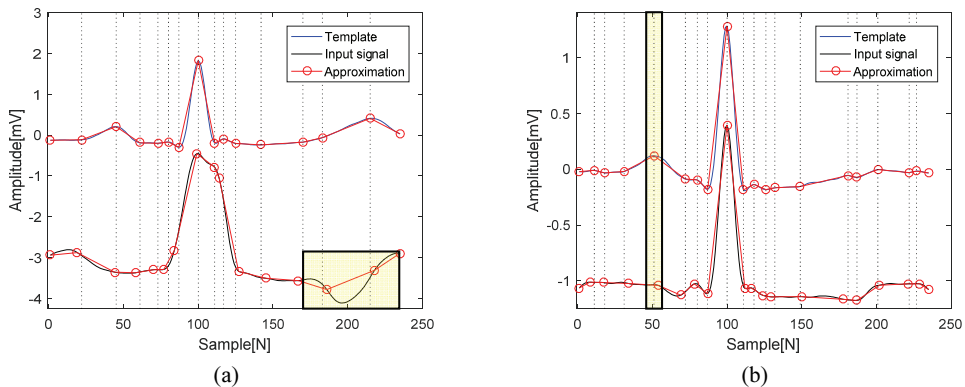 3
2
1
0
-1
-2
-3
-4
Amplitude[mV]
0
50
100
150
200
250
Sample[N]
Template
Input signal
Approximation
(a)
1
0.5
0
-0.5
-1
Amplitude[mV]
0
50
100
150
200
250
Sample[N]
Template
Input signal
Approximation
(b)